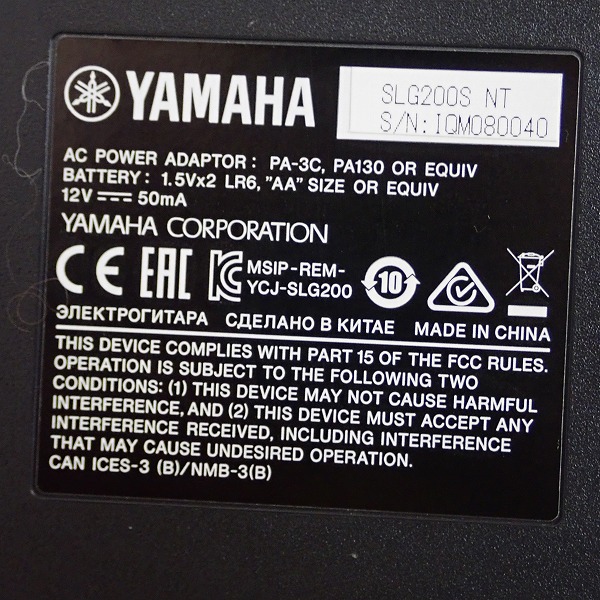 YAMAHA
SLG200S NT
S/N:IQM080040
AC POWER ADAPTOR : PA-3C, PA130 OR EQUIV
BATTERY : 1.5Vx2 LR6, "AA" SIZE OR EQUIV
12V ⎓ 50mA
YAMAHA CORPORATION
CE EAC MSIP-REM-
YCJ-SLG200
10
ЭЛЕКТРОГИТАРА СДЕЛАНО В КИТАЕ MADE IN CHINA
THIS DEVICE COMPLIES WITH PART 15 OF THE FCC RULES.
OPERATION IS SUBJECT TO THE FOLLOWING TWO
CONDITIONS: (1) THIS DEVICE MAY NOT CAUSE HARMFUL
INTERFERENCE, AND (2) THIS DEVICE MUST ACCEPT ANY
INTERFERENCE RECEIVED, INCLUDING INTERFERENCE
THAT MAY CAUSE UNDESIRED OPERATION.
CAN ICES-3 (B)/NMB-3(B)